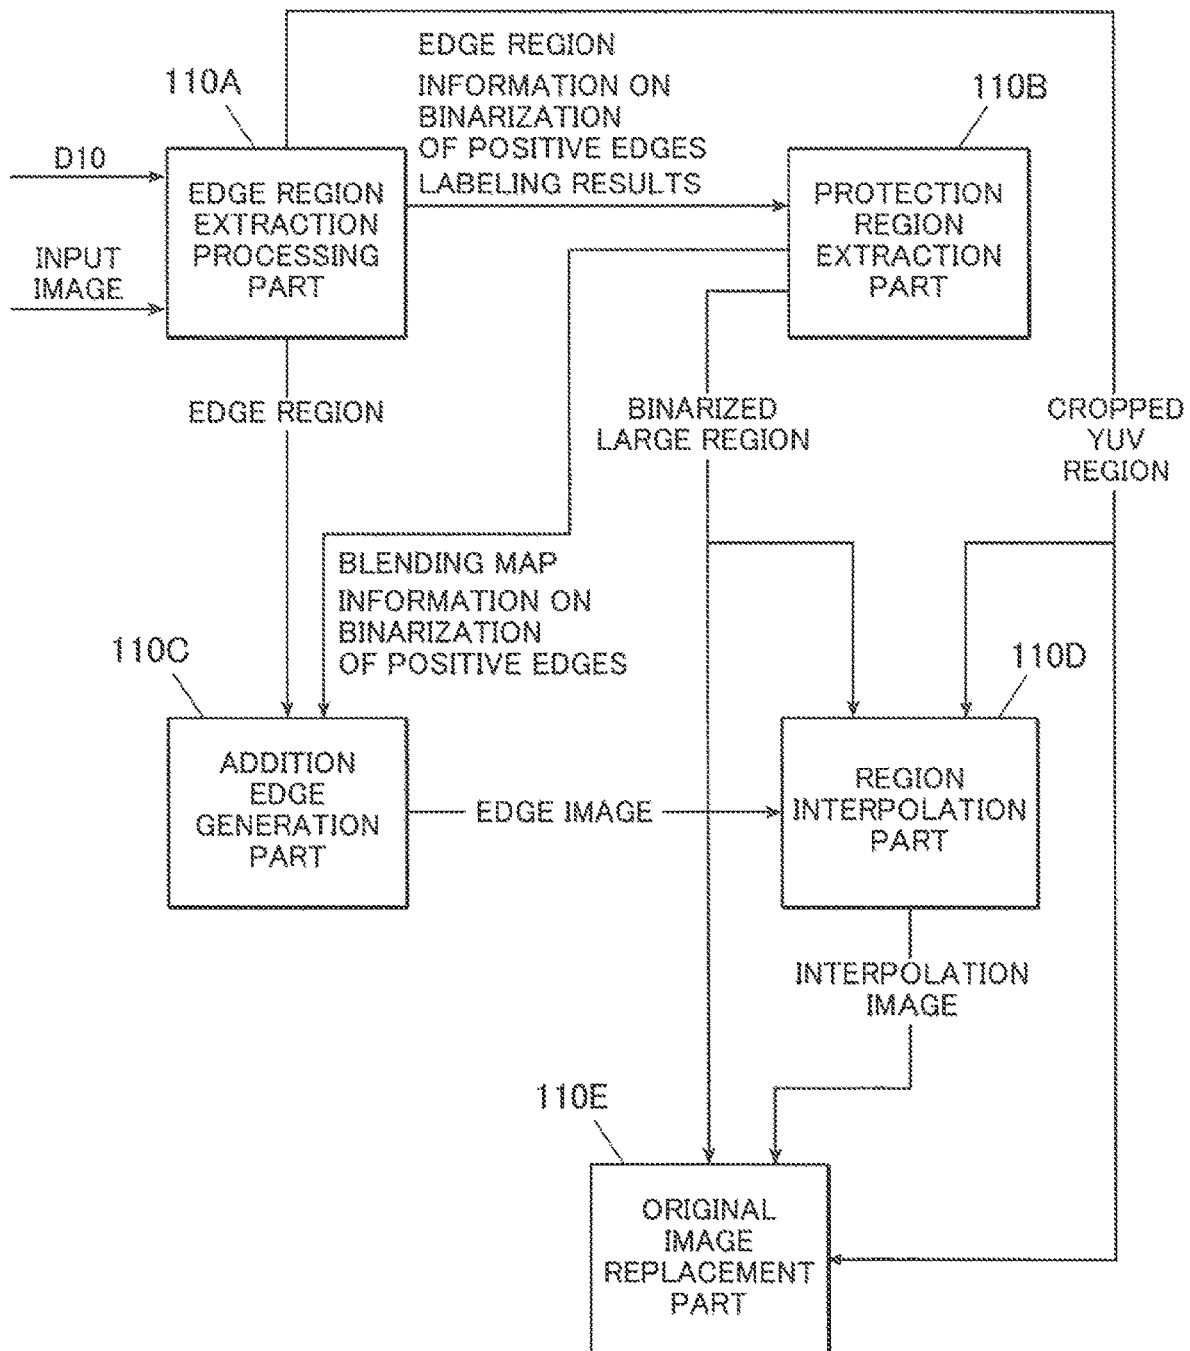 EDGE REGION
110A
INFORMATION ON
BINARIZATION
OF POSITIVE EDGES
110B
D10
LABELING RESULTS
EDGE REGION
EXTRACTION
PROCESSING
PART
PROTECTION
REGION
EXTRACTION
PART
INPUT
IMAGE
EDGE REGION
BINARIZED
LARGE REGION
CROPPED
YUV
REGION
BLENDING MAP
INFORMATION ON
BINARIZATION
OF POSITIVE EDGES
110C
110D
ADDITION
EDGE
GENERATION
PART
EDGE IMAGE
REGION
INTERPOLATION
PART
INTERPOLATION
IMAGE
110E
ORIGINAL
IMAGE
REPLACEMENT
PART